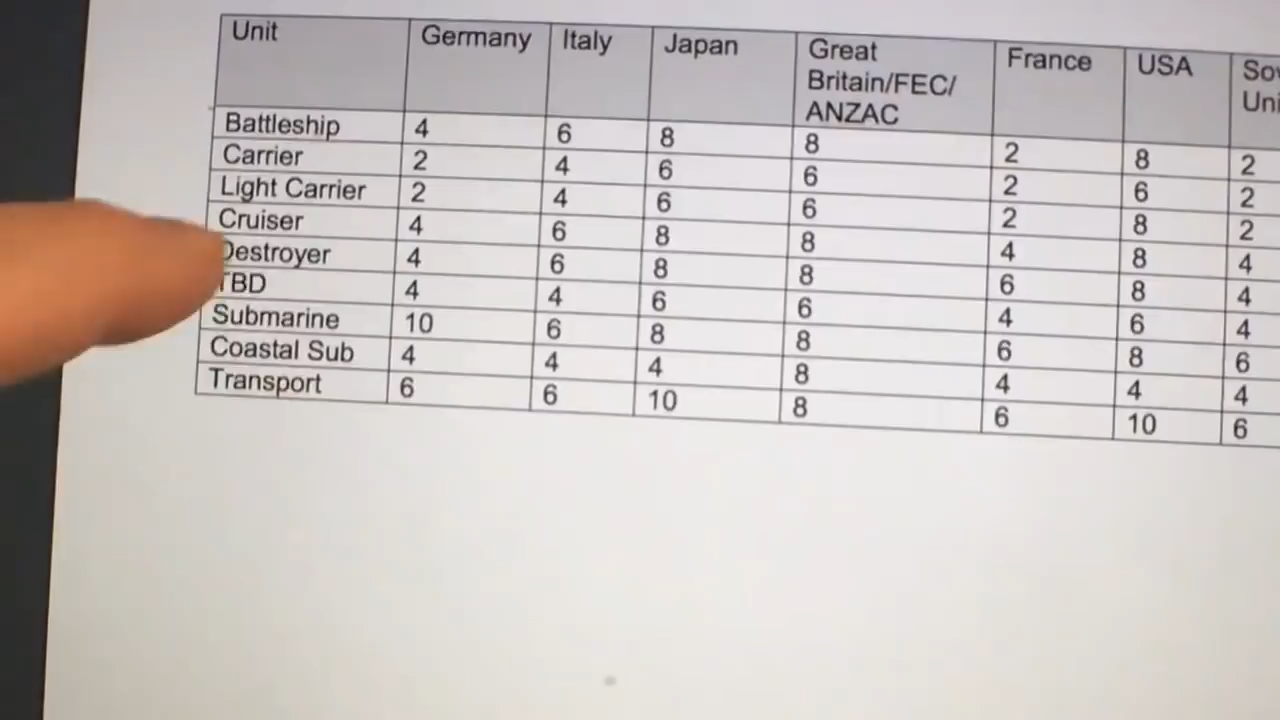 Unit Germany Italy Japan Great Britain/FEC/ ANZAC France USA
Battleship 4 6 8 8 2 8 2
Carrier 2 4 6 6 2 6 2
Light Carrier 2 4 6 6 2 8 2
Cruiser 4 6 8 8 4 8 4
Destroyer 4 6 8 8 6 8 4
TBD 4 4 6 6 4 6 4
Submarine 10 6 8 8 6 8 6
Coastal Sub 4 4 4 8 4 4 4
Transport 6 6 10 8 6 10 6